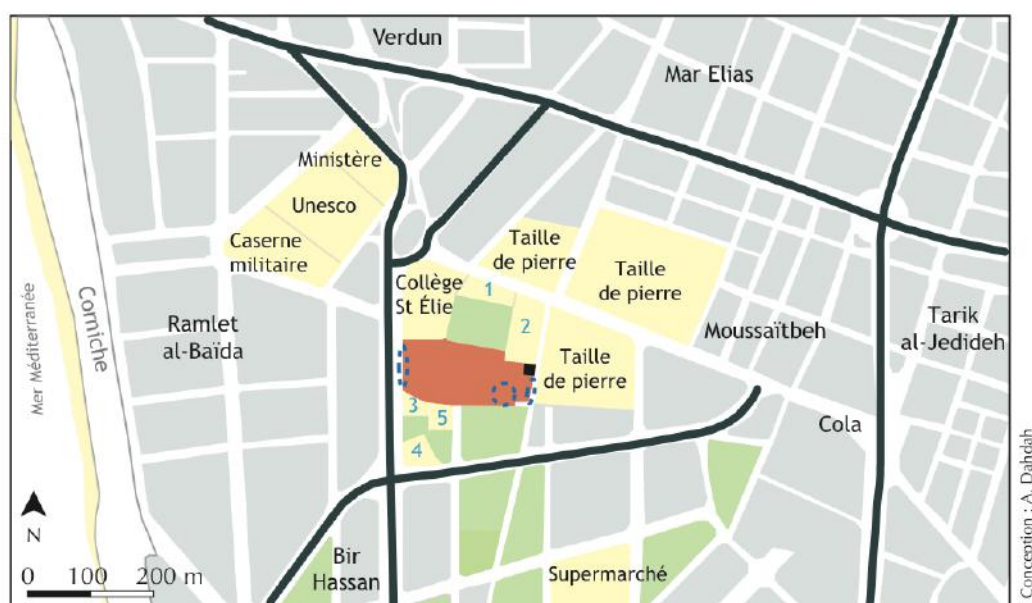 Verdun
Mar Elias
Ministère
Unesco
Caserne
militaire
Taille
de pierre
Taille
de pierre
Collège
St Élie
1
2
Mer Méditerranée
Corniche
Ramlet
al-Baïda
Moussaïtbeh
Tarik
al-Jedideh
Taille
de pierre
3
5
4
Cola
N
0 100 200 m
Bir
Hassan
Supermarché
Conception : A. Dahdah